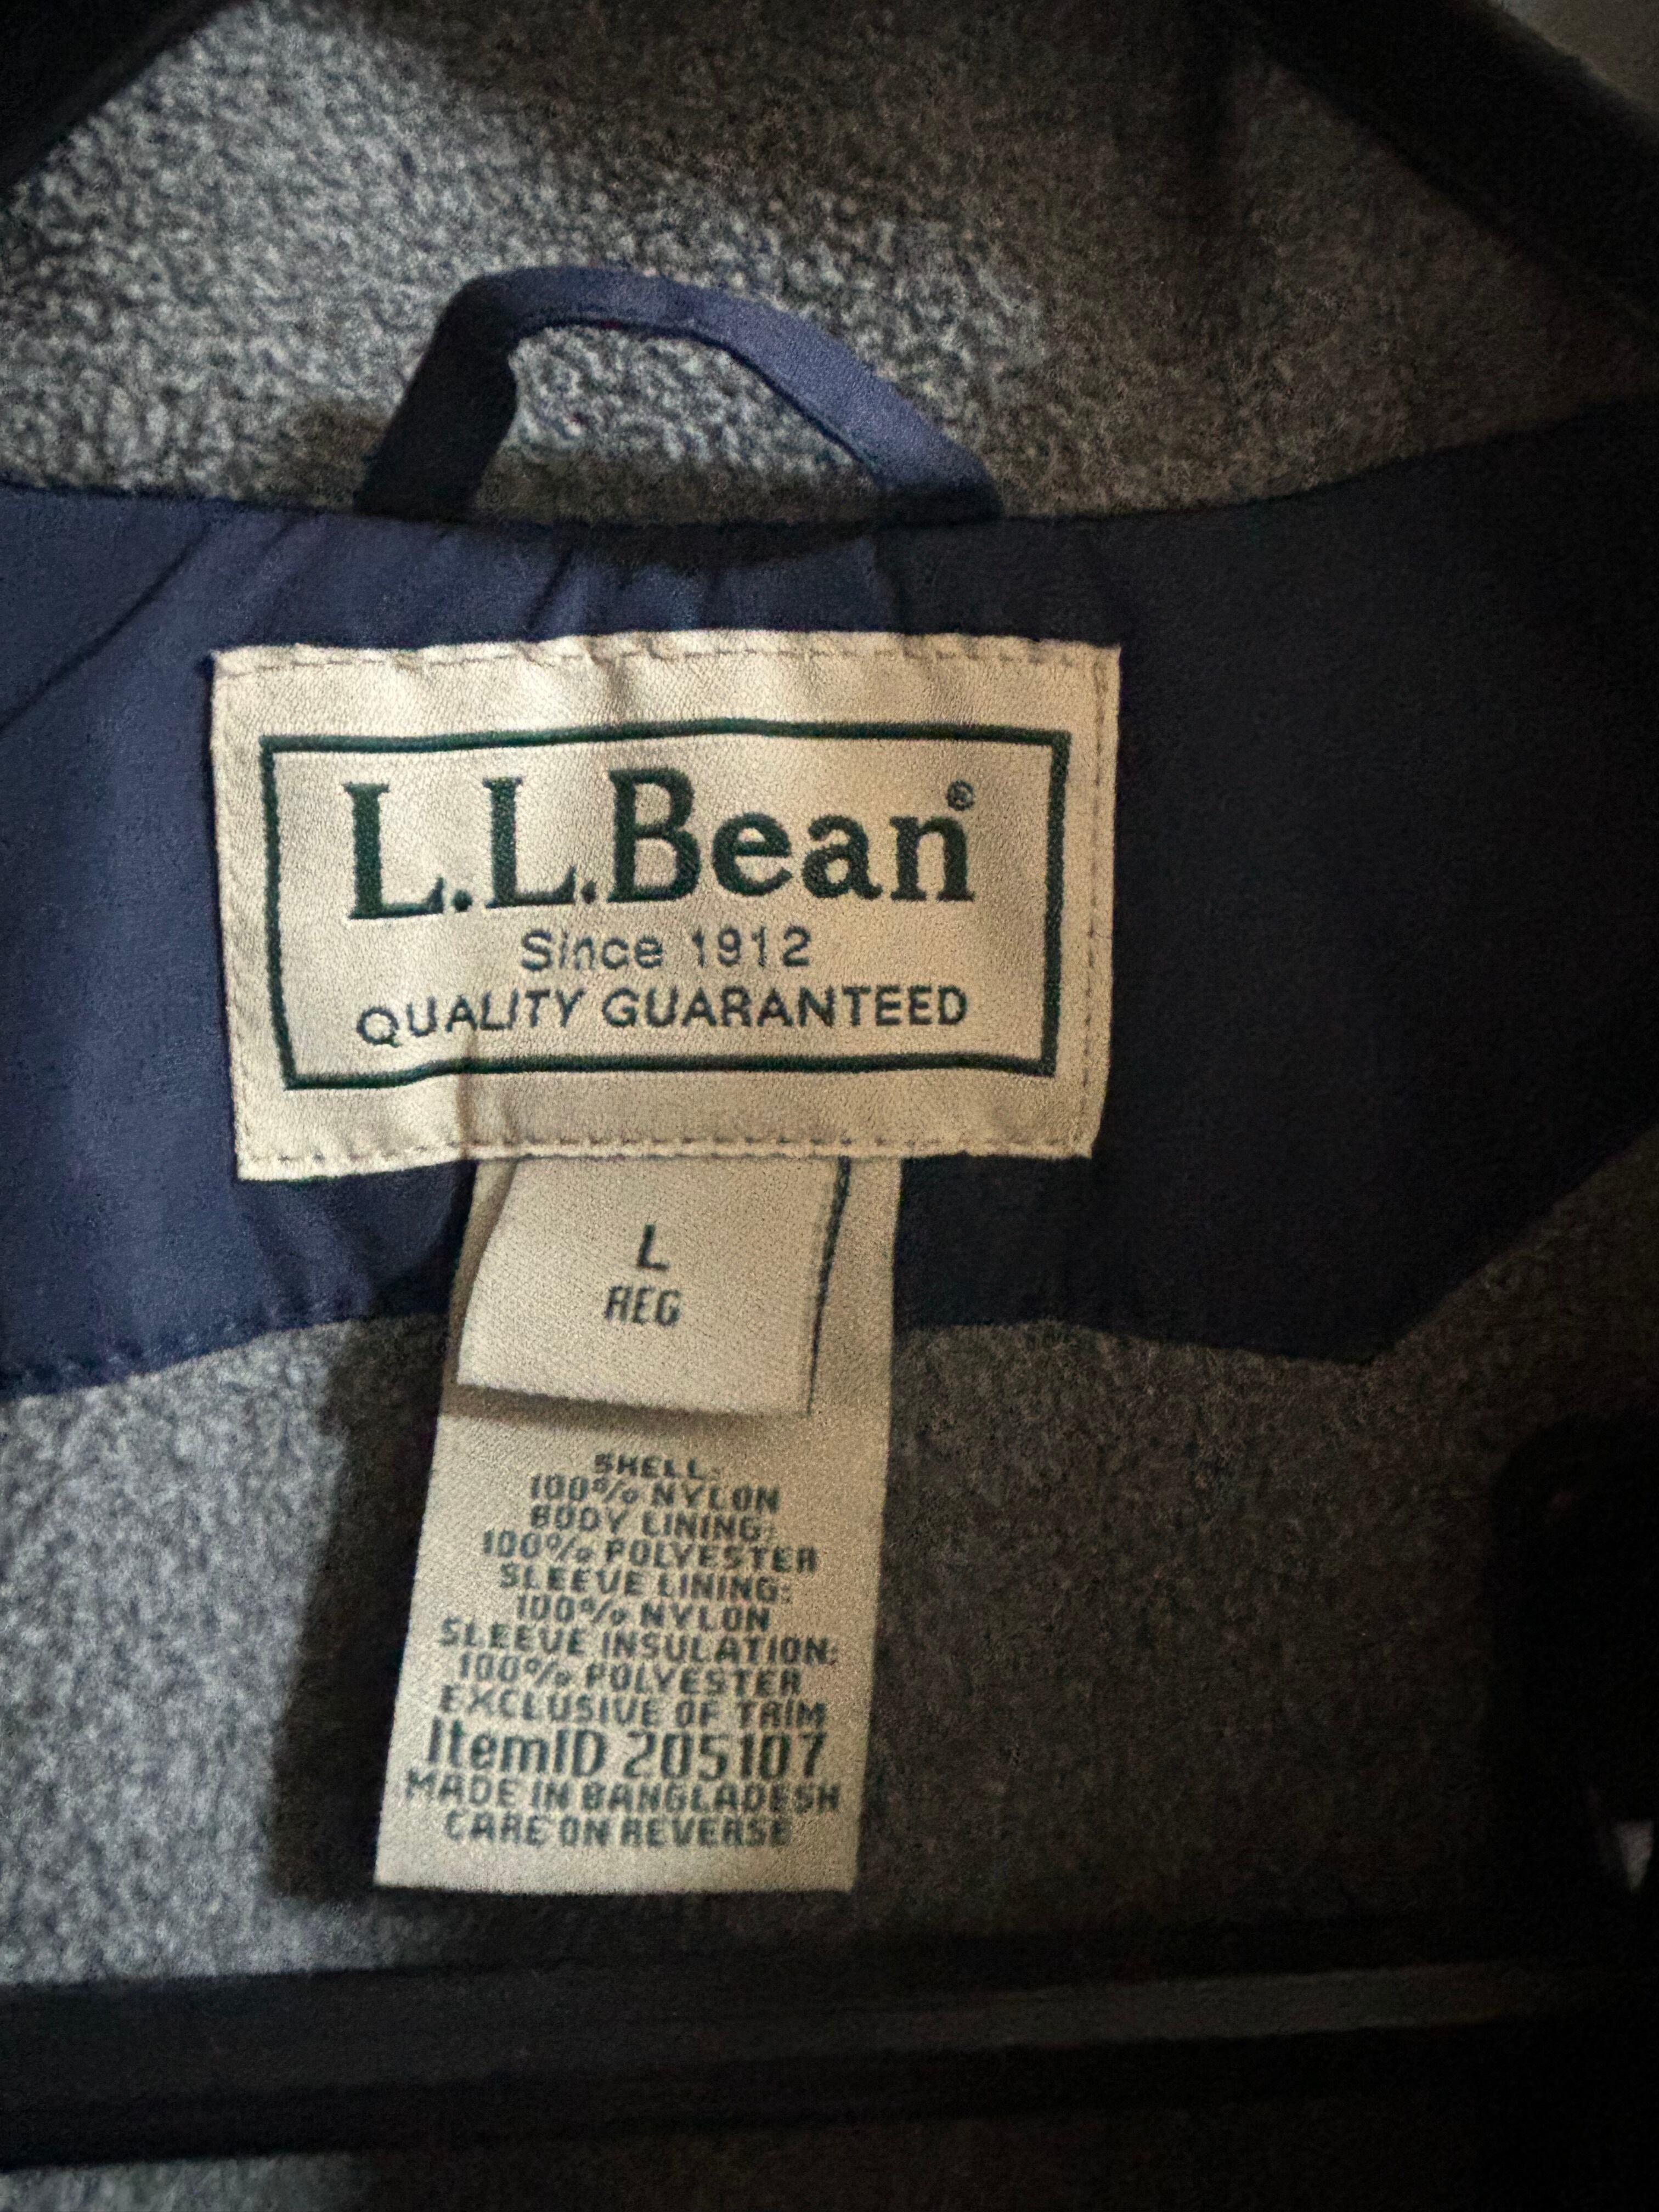 L.L.Bean®
Since 1912
QUALITY GUARANTEED
L
REG
SHELL:
100% NYLON
BODY LINING:
100% POLYESTER
SLEEVE LINING:
100% NYLON
SLEEVE INSULATION:
100% POLYESTER
EXCLUSIVE OF TRIM
ItemID 205107
MADE IN BANGLADESH
CARE ON REVERSE